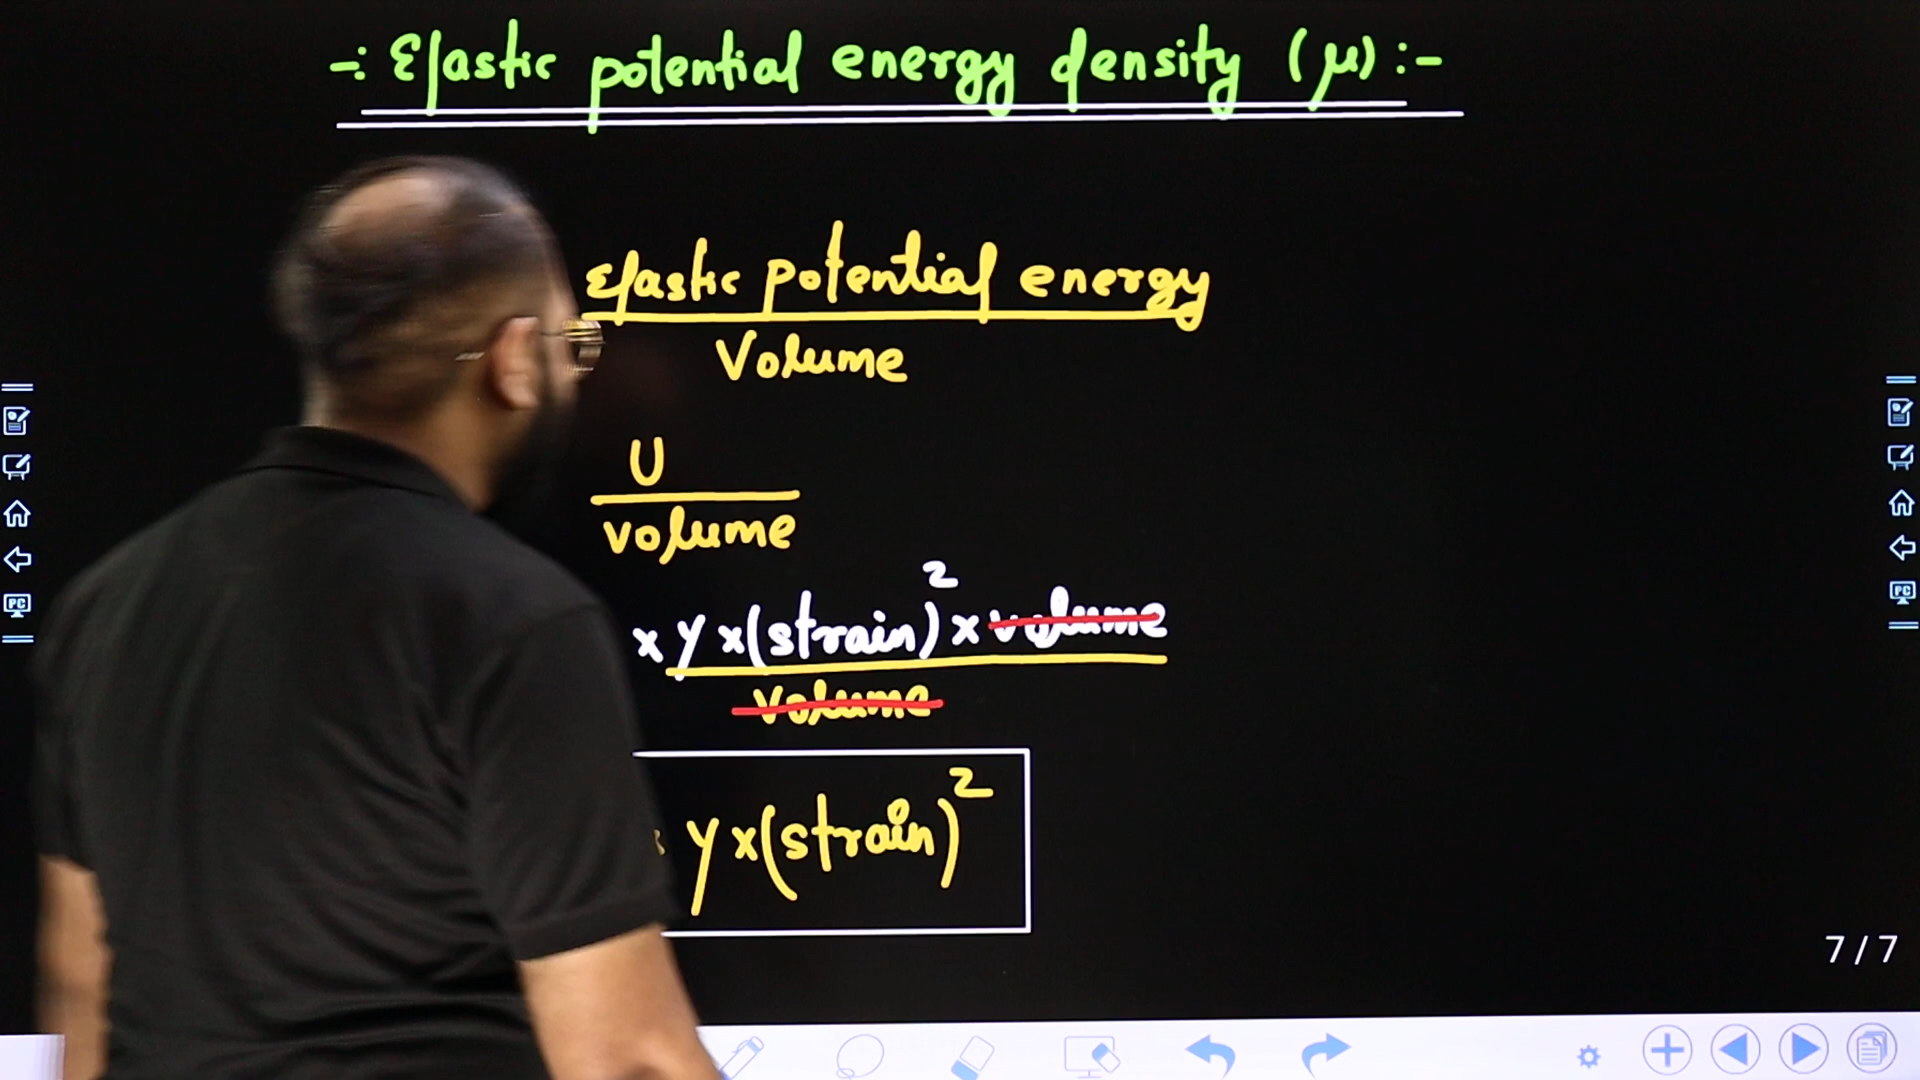 -: Elastic potential energy density (μ) :-
Elastic potential energy
Volume
U
volume
x y x (strain)² x volume
volume
y x (strain)²
7 / 7